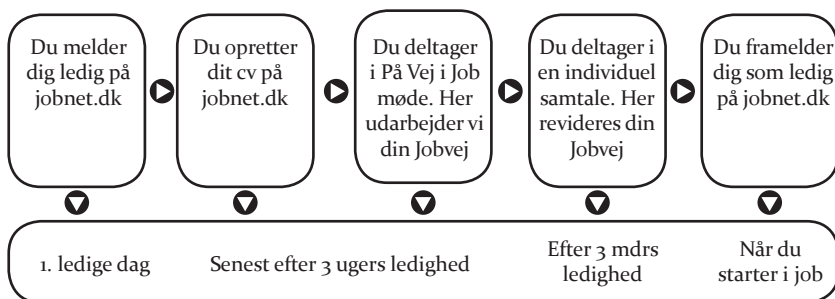 Du melder
dig ledig på
jobnet.dk
Du opretter
dit cv på
jobnet.dk
Du deltager
i På Vej i Job
møde. Her
udarbejder vi
din Jobvej
Du deltager i
en individuel
samtale. Her
revideres din
Jobvej
Du framelder
dig som ledig
på jobnet.dk
1. ledige dag
Senest efter 3 ugers ledighed
Efter 3 mdrs
ledighed
Når du
starter i job